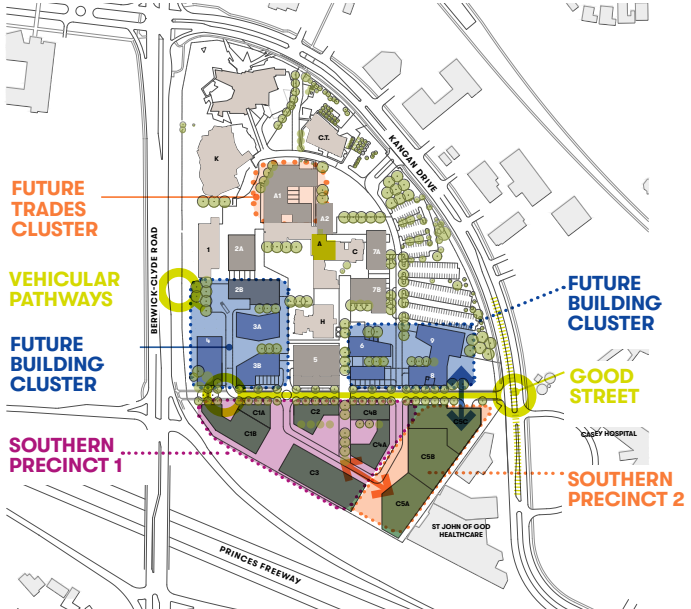 C.T.
KANGAN DRIVE
K
FUTURE
TRADES
CLUSTER
A1
A2
BERWICK-CLYDE ROAD
1
2A
A
C
7A
VEHICULAR
PATHWAYS
2B
7B
FUTURE
BUILDING
CLUSTER
3A
H
4
6
9
FUTURE
BUILDING
CLUSTER
3B
5
8
GOOD
STREET
C1A
C2
C4B
C5C
C1B
C4A
CASEY HOSPITAL
SOUTHERN
PRECINCT 1
C3
C5B
SOUTHERN
PRECINCT 2
C5A
ST JOHN OF GOD
HEALTHCARE
PRINCES FREEWAY